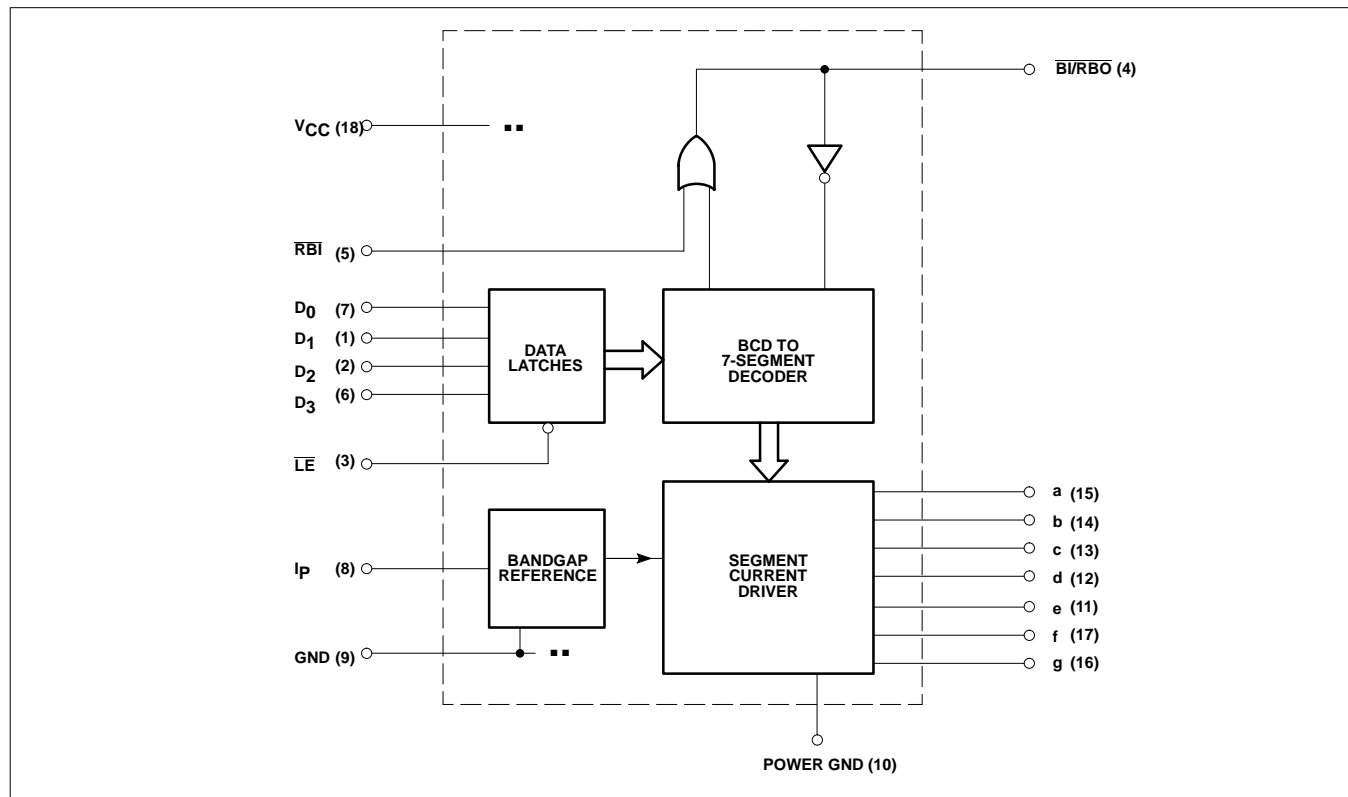 BI/RBO (4)
VCC (18)
RBI (5)
D0 (7)
D1 (1)
D2 (2)
D3 (6)
DATA
LATCHES
BCD TO
7-SEGMENT
DECODER
LE (3)
a (15)
b (14)
c (13)
d (12)
e (11)
f (17)
g (16)
IP (8)
BANDGAP
REFERENCE
SEGMENT
CURRENT
DRIVER
GND (9)
POWER GND (10)